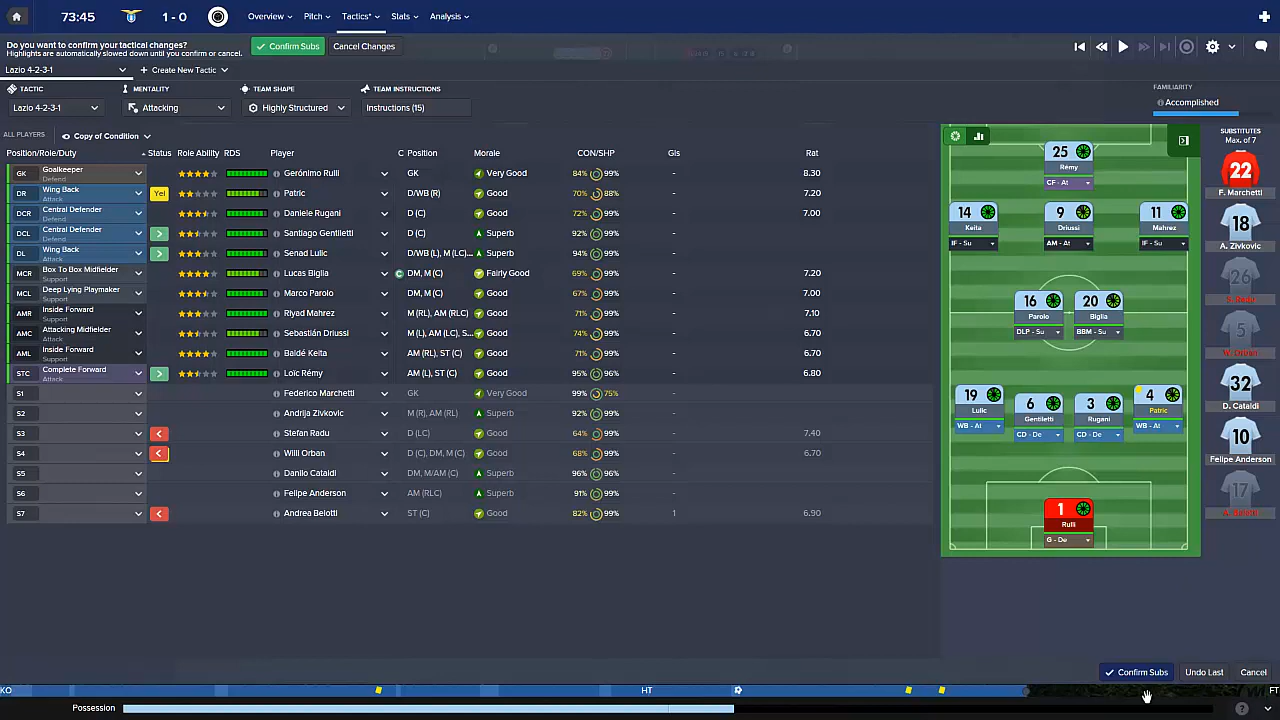 73:45 1 - 0 Overview Pitch Tactics* Stats Analysis
Do you want to confirm your tactical changes?
Highlights are automatically slowed down until you confirm or cancel.
Confirm Subs Cancel Changes
Lazio 4-2-3-1 + Create New Tactic
TACTIC MENTALITY TEAM SHAPE TEAM INSTRUCTIONS FAMILIARITY
Lazio 4-2-3-1 Attacking Highly Structured Instructions (15) Accomplished
ALL PLAYERS Copy of Condition
Position/Role/Duty Status Role Ability RDS Player C Position Morale CON/SHP Gls Rat
GK Goalkeeper Defend Gerónimo Rulli GK Very Good 84% 99% - 8.30
DR Wing Back Attack Yel Patric D/WB (R) Good 70% 88% - 7.20
DCR Central Defender Defend Daniele Rugani D (C) Good 72% 99% - 7.00
DCL Central Defender Defend Santiago Gentiletti D (C) Superb 92% 99% -
DL Wing Back Attack Senad Lulic D/WB (L), M (LC),... Superb 94% 99% -
MCR Box To Box Midfielder Support Lucas Biglia C DM, M (C) Fairly Good 69% 99% - 7.20
MCL Deep Lying Playmaker Support Marco Parolo DM, M (C) Good 67% 99% - 7.00
AMR Inside Forward Support Riyad Mahrez M (RL), AM (RLC) Good 71% 99% - 7.10
AMC Attacking Midfielder Attack Sebastián Driussi M (L), AM (LC), S... Good 74% 99% - 6.70
AML Inside Forward Support Baldé Keita AM (RL), ST (C) Good 71% 99% - 6.70
STC Complete Forward Attack Loïc Rémy AM (L), ST (C) Good 95% 96% - 6.80
S1 Federico Marchetti GK Very Good 99% 75% -
S2 Andrija Zivkovic M (R), AM (RL) Superb 92% 99% -
S3 Stefan Radu D (LC) Good 64% 99% - 7.40
S4 Willi Orban D (C), DM, M (C) Good 68% 99% - 6.70
S5 Danilo Cataldi DM, M/AM (C) Superb 96% 96% -
S6 Felipe Anderson AM (RLC) Superb 91% 99% -
S7 Andrea Belotti ST (C) Good 82% 99% 1 6.90
25
Rémy
CF - At
14 9 11
Keita Driussi Mahrez
IF - Su AM - At IF - Su
16 20
Parolo Biglia
DLP - Su BBM - Su
19 6 3 4
Lulic Gentiletti Rugani Patric
WB - At CD - De CD - De WB - At
1
Rulli
G - De
SUBSTITUTES
Max. of 7
22
F. Marchetti
18
A. Zivkovic
26
S. Radu
5
W. Orban
32
D. Cataldi
10
Felipe Anderson
17
A. Belotti
Confirm Subs Undo Last Cancel
KO HT FT
Possession